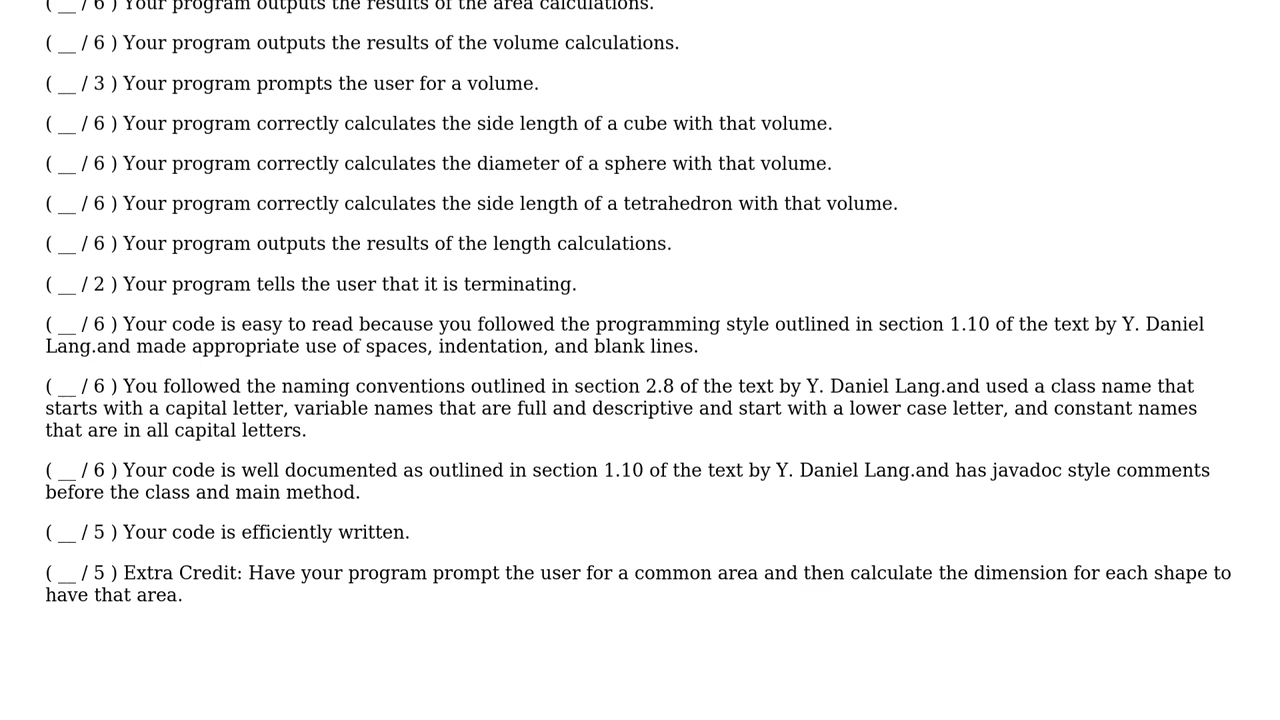 ( __ / 6 ) Your program outputs the results of the area calculations.
( __ / 6 ) Your program outputs the results of the volume calculations.
( __ / 3 ) Your program prompts the user for a volume.
( __ / 6 ) Your program correctly calculates the side length of a cube with that volume.
( __ / 6 ) Your program correctly calculates the diameter of a sphere with that volume.
( __ / 6 ) Your program correctly calculates the side length of a tetrahedron with that volume.
( __ / 6 ) Your program outputs the results of the length calculations.
( __ / 2 ) Your program tells the user that it is terminating.
( __ / 6 ) Your code is easy to read because you followed the programming style outlined in section 1.10 of the text by Y. Daniel
Lang.and made appropriate use of spaces, indentation, and blank lines.
( __ / 6 ) You followed the naming conventions outlined in section 2.8 of the text by Y. Daniel Lang.and used a class name that
starts with a capital letter, variable names that are full and descriptive and start with a lower case letter, and constant names
that are in all capital letters.
( __ / 6 ) Your code is well documented as outlined in section 1.10 of the text by Y. Daniel Lang.and has javadoc style comments
before the class and main method.
( __ / 5 ) Your code is efficiently written.
( __ / 5 ) Extra Credit: Have your program prompt the user for a common area and then calculate the dimension for each shape to
have that area.